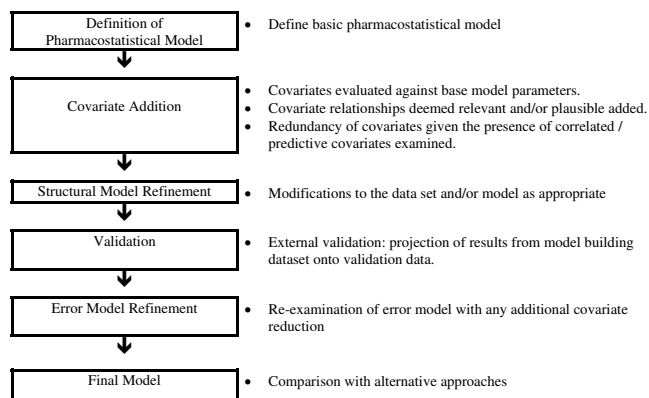 Definition of
Pharmacostatistical Model
• Define basic pharmacostatistical model
Covariate Addition
• Covariates evaluated against base model parameters.
• Covariate relationships deemed relevant and/or plausible added.
• Redundancy of covariates given the presence of correlated /
predictive covariates examined.
Structural Model Refinement
• Modifications to the data set and/or model as appropriate
Validation
• External validation: projection of results from model building
dataset onto validation data.
Error Model Refinement
• Re-examination of error model with any additional covariate
reduction
Final Model
• Comparison with alternative approaches